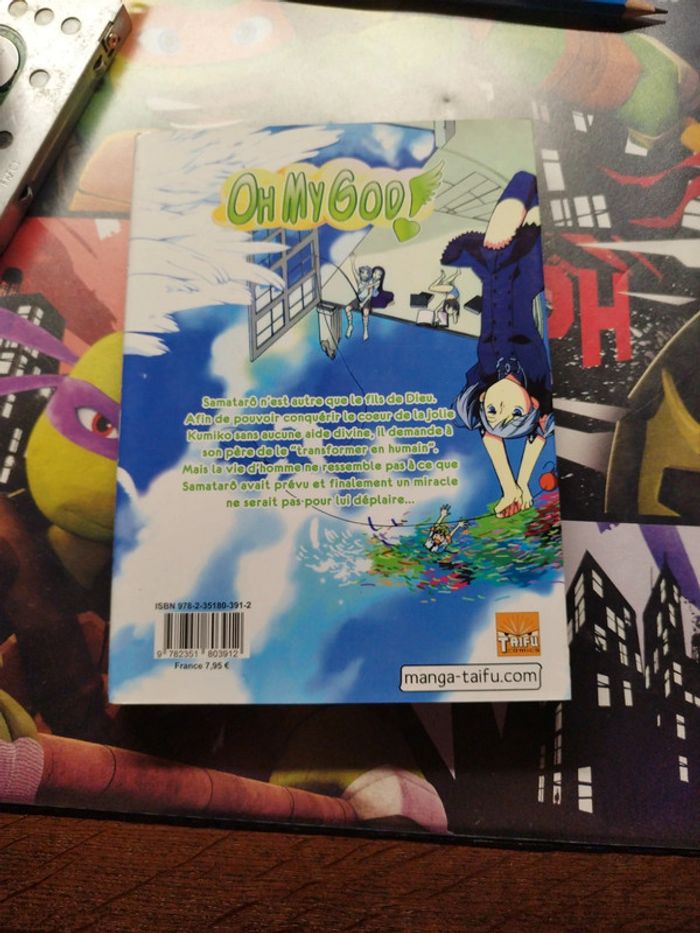 OH MY GOD!
Samatarô n'est autre que le fils de Dieu.
Afin de pouvoir conquérir le coeur de la jolie
Kumiko sans aucune aide divine, il demande à
son père de le "transformer en humain".
Mais la vie d'homme ne ressemble pas à ce que
Samatarô avait prévu et finalement un miracle
ne serait pas pour lui déplaire...
ISBN 978-2-35180-391-2
9 782351 803912
France 7,95 €
TAIFU
COMICS
manga-taifu.com
PH